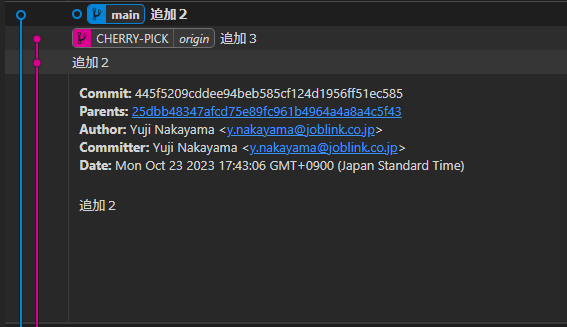 main 追加２
CHERRY-PICK origin 追加３
追加２
Commit: 445f5209cddee94beb585cf124d1956ff51ec585
Parents: 25dbb48347afcd75e89fc961b4964a4a8a4c5f43
Author: Yuji Nakayama <y.nakayama@joblink.co.jp>
Committer: Yuji Nakayama <y.nakayama@joblink.co.jp>
Date: Mon Oct 23 2023 17:43:06 GMT+0900 (Japan Standard Time)
追加２